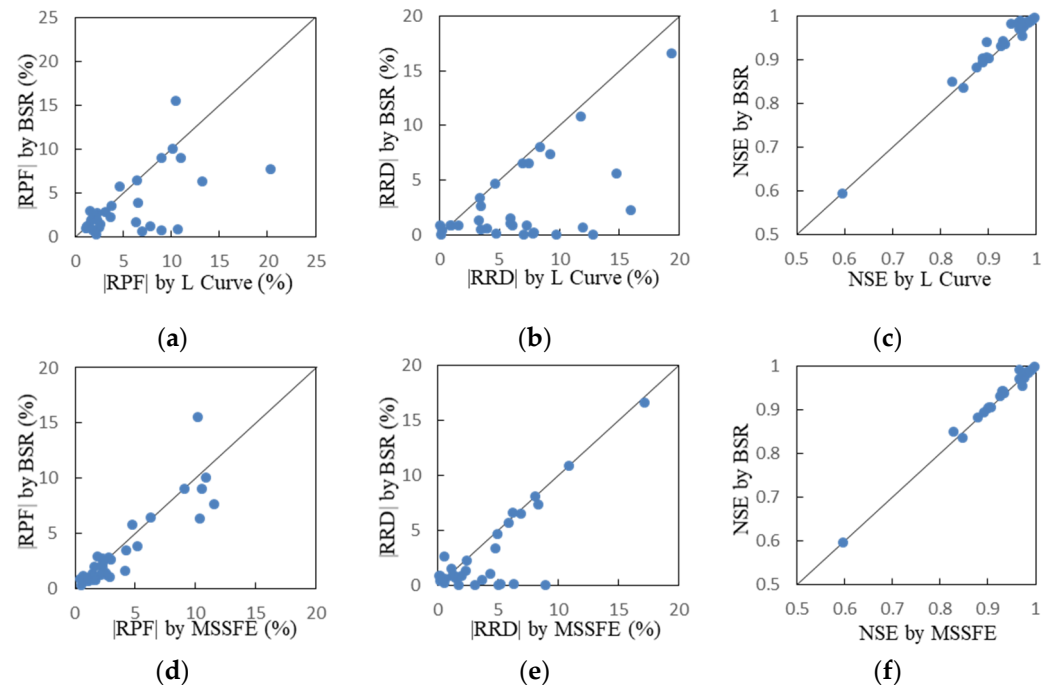 |RPF| by BSR (%)
25
20
15
10
5
0
0 5 10 15 20 25
|RPF| by L Curve (%)
(a)
|RRD| by BSR (%)
20
15
10
5
0
0 5 10 15 20
|RRD| by L Curve (%)
(b)
NSE by BSR
1
0.9
0.8
0.7
0.6
0.5
0.5 0.6 0.7 0.8 0.9 1
NSE by L Curve
(c)
|RPF| by BSR (%)
20
15
10
5
0
0 5 10 15 20
|RPF| by MSSFE (%)
(d)
|RRD| by BSR (%)
20
15
10
5
0
0 5 10 15 20
|RRD| by MSSFE (%)
(e)
NSE by BSR
1
0.9
0.8
0.7
0.6
0.5
0.5 0.6 0.7 0.8 0.9 1
NSE by MSSFE
(f)